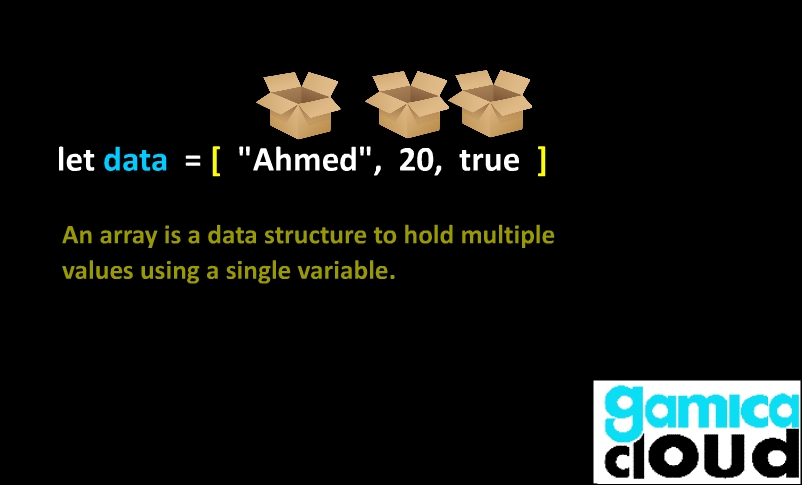 let data = [ "Ahmed", 20, true ]
An array is a data structure to hold multiple
values using a single variable.
gamica
cloud